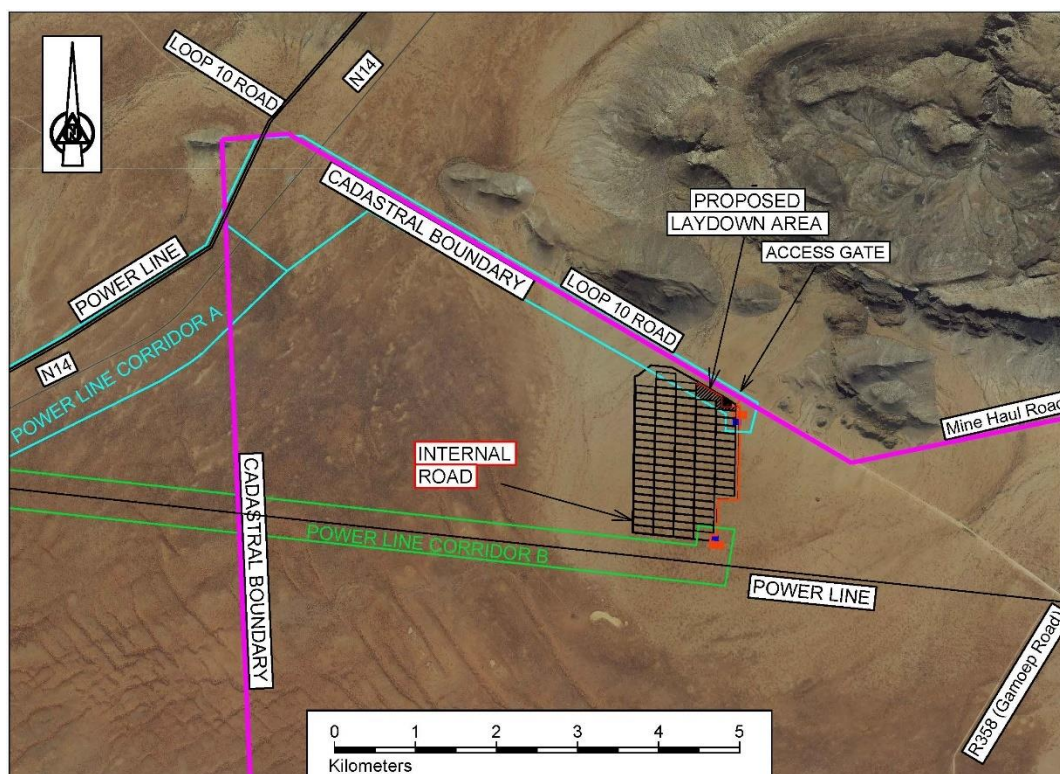 LOOP 10 ROAD
N14
CADASTRAL BOUNDARY
PROPOSED
LAYDOWN AREA
ACCESS GATE
POWER LINE
LOOP 10 ROAD
N14
POWER LINE CORRIDOR A
Mine Haul Road
INTERNAL
ROAD
CADASTRAL BOUNDARY
POWER LINE CORRIDOR B
POWER LINE
R358 (Gamoep Road)
0 1 2 3 4 5
Kilometers